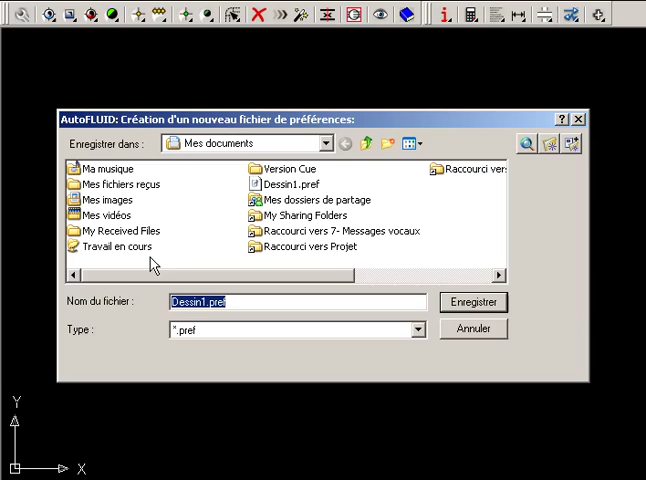 AutoFLUID: Création d'un nouveau fichier de préférences:
Enregistrer dans : Mes documents
Ma musique
Mes fichiers reçus
Mes images
Mes vidéos
My Received Files
Travail en cours
Version Cue
Dessin1.pref
Mes dossiers de partage
My Sharing Folders
Raccourci vers 7- Messages vocaux
Raccourci vers Projet
Raccourci vers
Nom du fichier : Dessin1.pref Enregistrer
Type : *.pref Annuler
Y
X